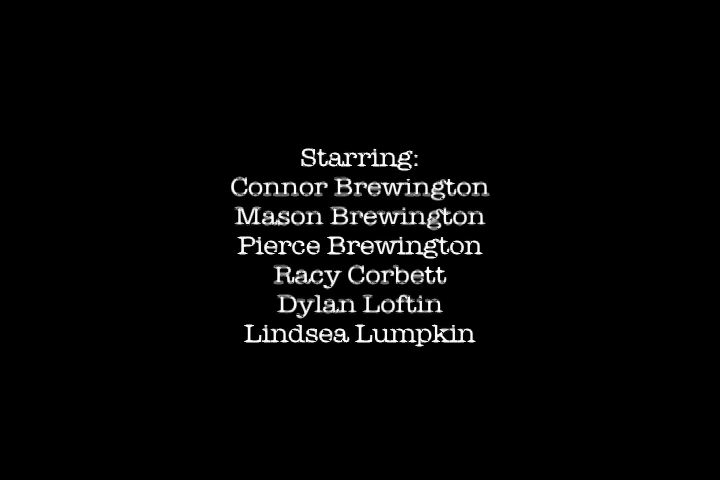 Starring:
Connor Brewington
Mason Brewington
Pierce Brewington
Racy Corbett
Dylan Loftin
Lindsea Lumpkin